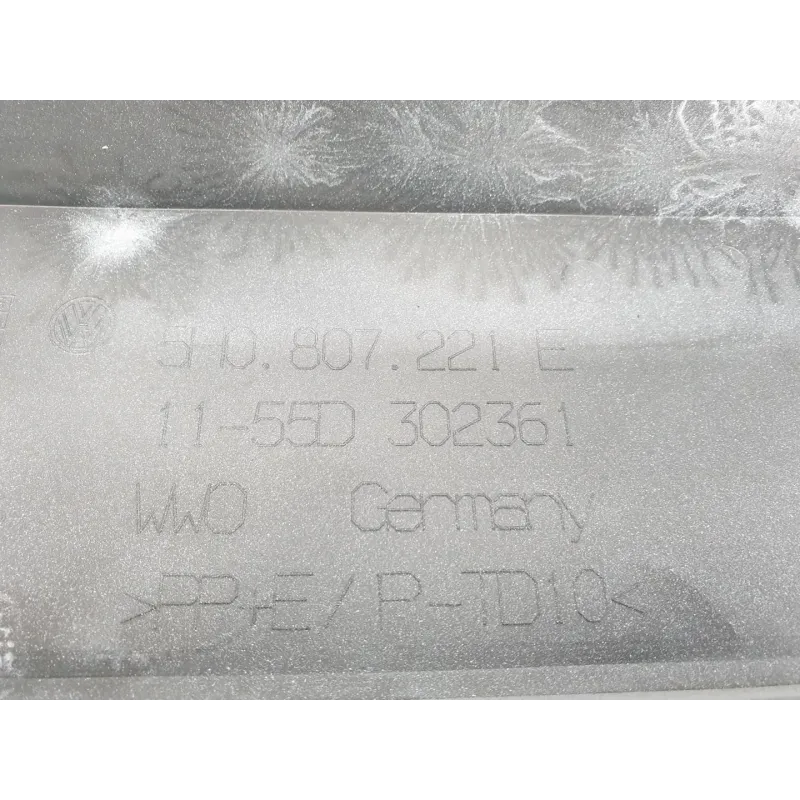 5H0.807.221 E
11-55D 302361
WWO Germany
>PP+E/P-TD10<